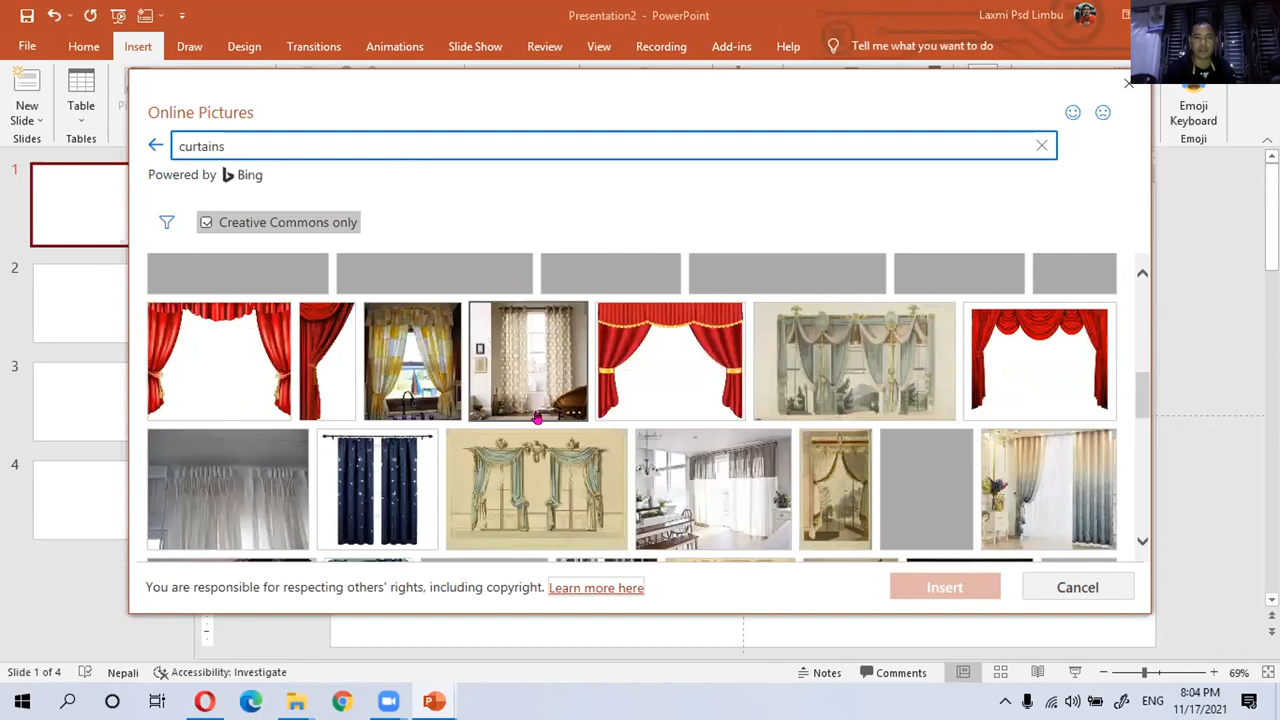 Presentation2 - PowerPoint
Laxmi Psd Limbu
File Home Insert Draw Design Transitions Animations Slide Show Review View Recording Add-ins Help Tell me what you want to do
New
Slide
Slides
Table
Tables
Emoji
Keyboard
Emoji
Online Pictures
curtains
Powered by Bing
Creative Commons only
1
2
3
4
You are responsible for respecting others' rights, including copyright. Learn more here
Insert
Cancel
Slide 1 of 4 Nepali Accessibility: Investigate Notes Comments 69%
ENG
8:04 PM
11/17/2021